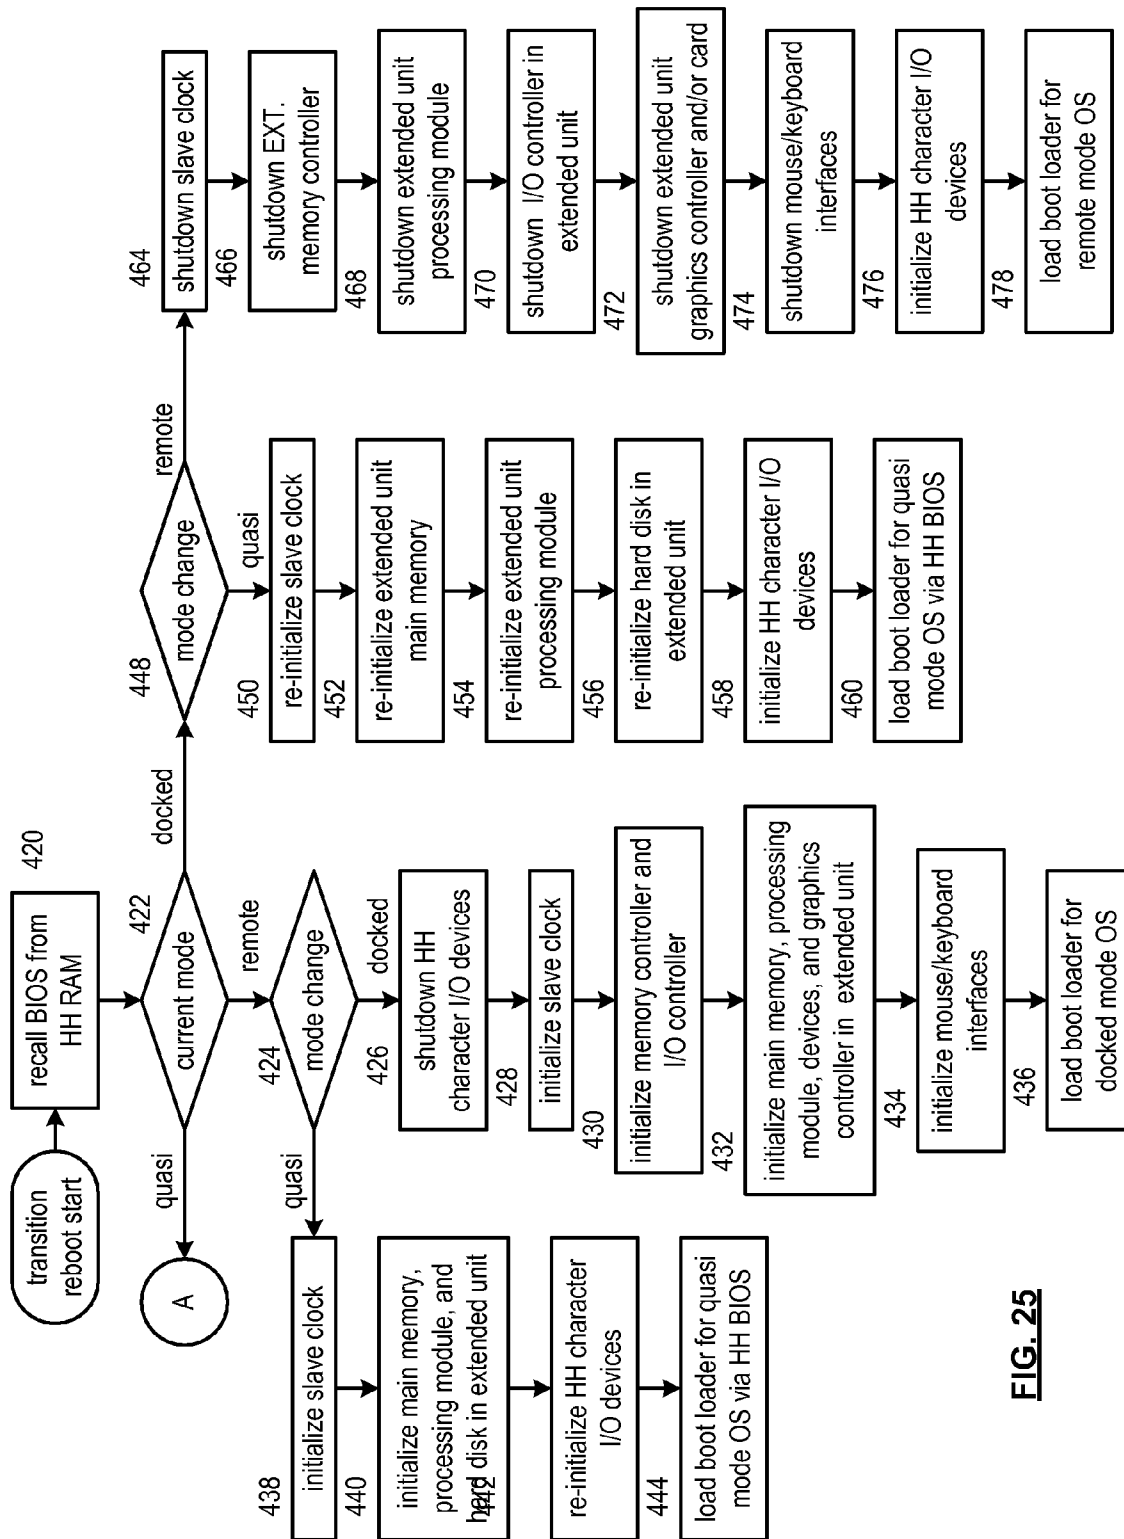 transition
reboot start
recall BIOS from
HH RAM
420
422
current mode
quasi
A
remote
docked
424
mode change
quasi
docked
438
initialize slave clock
440
initialize main memory,
processing module, and
hard disk in extended unit
442
re-initialize HH character
I/O devices
444
load boot loader for quasi
mode OS via HH BIOS
426
shutdown HH
character I/O devices
428
initialize slave clock
430
initialize memory controller and
I/O controller
432
initialize main memory, processing
module, devices, and graphics
controller in extended unit
434
initialize mouse/keyboard
interfaces
436
load boot loader for
docked mode OS
448
mode change
quasi
remote
450
re-initialize slave clock
452
re-initialize extended unit
main memory
454
re-initialize extended unit
processing module
456
re-initialize hard disk in
extended unit
458
initialize HH character I/O
devices
460
load boot loader for quasi
mode OS via HH BIOS
464
shutdown slave clock
466
shutdown EXT.
memory controller
468
shutdown extended unit
processing module
470
shutdown I/O controller in
extended unit
472
shutdown extended unit
graphics controller and/or card
474
shutdown mouse/keyboard
interfaces
476
initialize HH character I/O
devices
478
load boot loader for
remote mode OS
FIG. 25